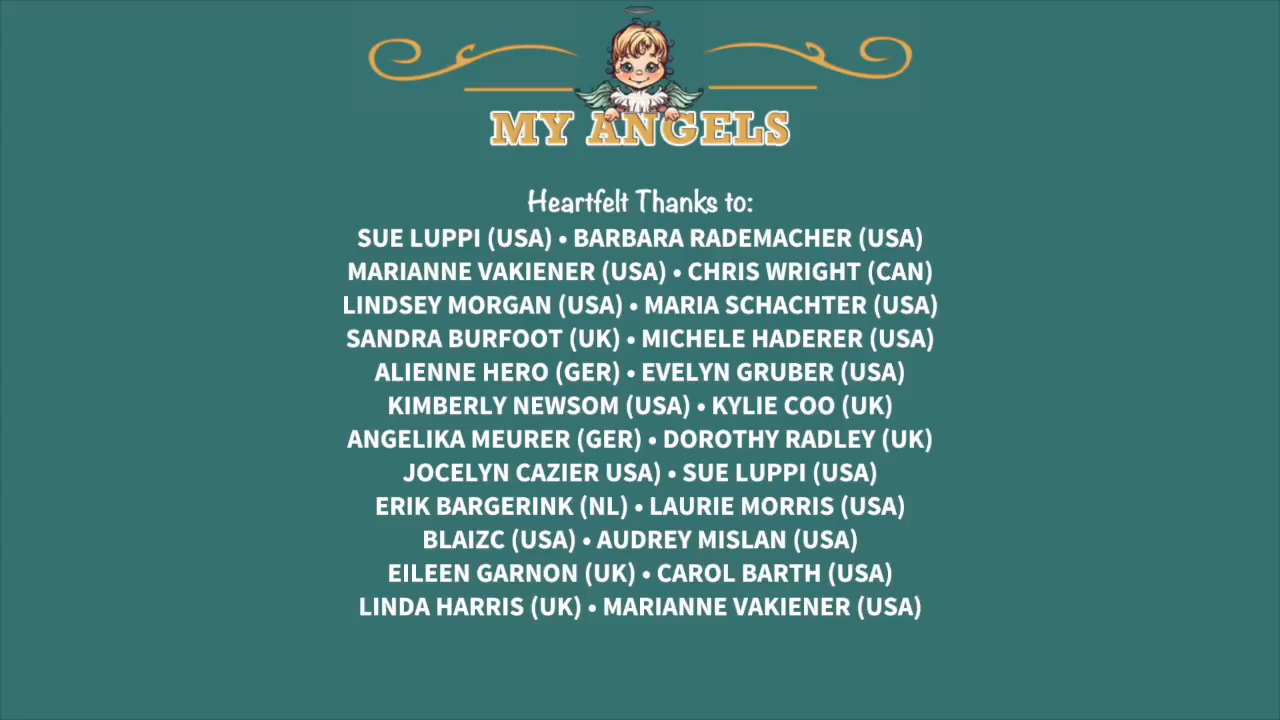 MY ANGELS
Heartfelt Thanks to:
SUE LUPPI (USA) • BARBARA RADEMACHER (USA)
MARIANNE VAKIENER (USA) • CHRIS WRIGHT (CAN)
LINDSEY MORGAN (USA) • MARIA SCHACHTER (USA)
SANDRA BURFOOT (UK) • MICHELE HADERER (USA)
ALIENNE HERO (GER) • EVELYN GRUBER (USA)
KIMBERLY NEWSOM (USA) • KYLIE COO (UK)
ANGELIKA MEURER (GER) • DOROTHY RADLEY (UK)
JOCELYN CAZIER USA) • SUE LUPPI (USA)
ERIK BARGERINK (NL) • LAURIE MORRIS (USA)
BLAIZC (USA) • AUDREY MISLAN (USA)
EILEEN GARNON (UK) • CAROL BARTH (USA)
LINDA HARRIS (UK) • MARIANNE VAKIENER (USA)